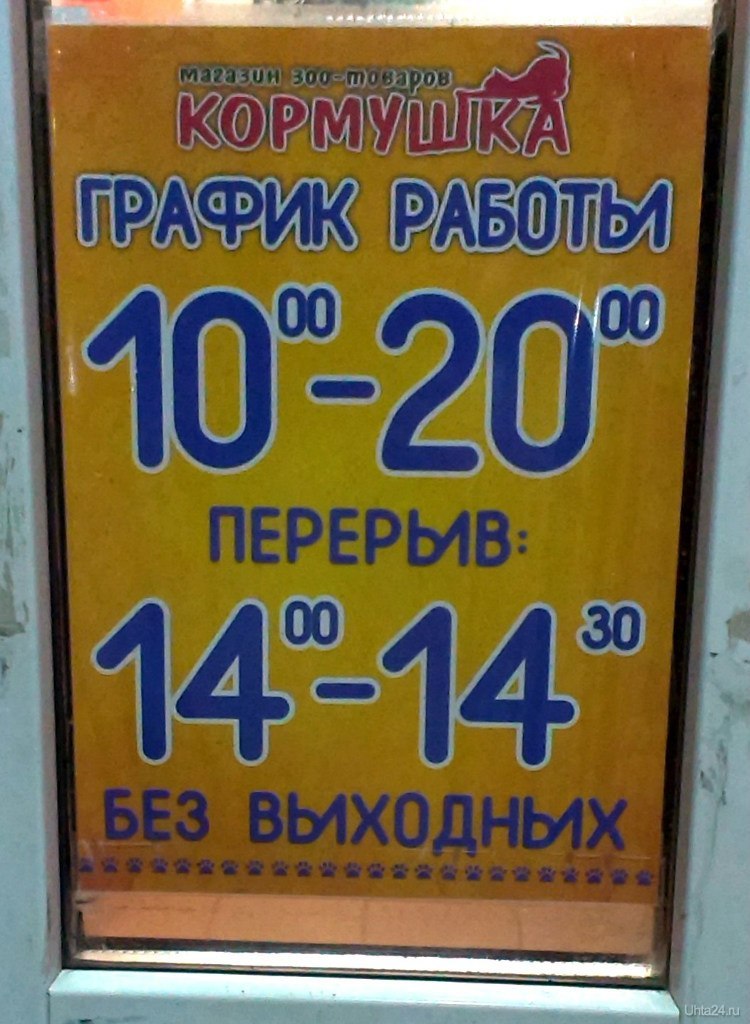 магазин зоо-товаров
КОРМУШКА
ГРАФИК РАБОТЫ
10⁰⁰-20⁰⁰
ПЕРЕРЫВ:
14⁰⁰-14³⁰
БЕЗ ВЫХОДНЫХ
Uhta24.ru